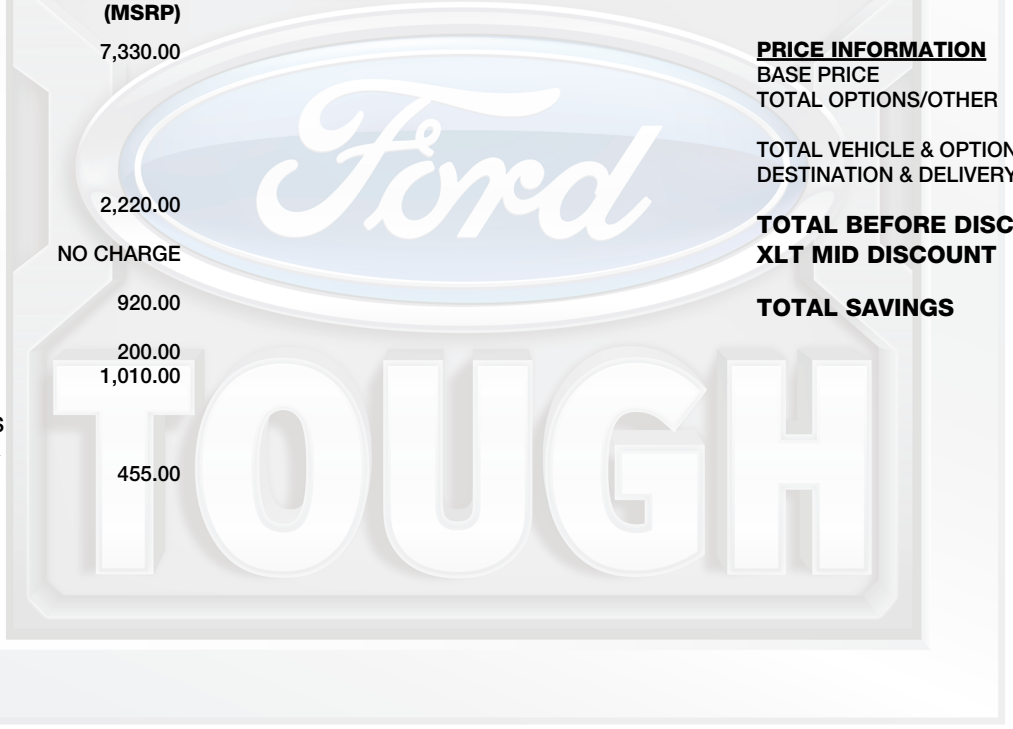 (MSRP)
7,330.00
2,220.00
NO CHARGE
920.00
200.00
1,010.00
S
455.00
PRICE INFORMATION
BASE PRICE
TOTAL OPTIONS/OTHER
TOTAL VEHICLE & OPTION
DESTINATION & DELIVERY
TOTAL BEFORE DISC
XLT MID DISCOUNT
TOTAL SAVINGS
Ford
TOUGH